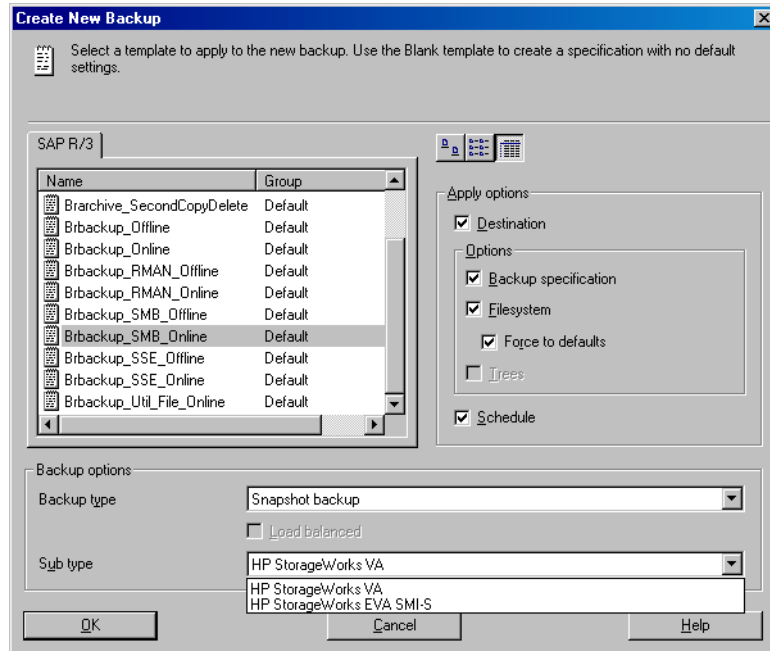 Create New Backup
Select a template to apply to the new backup. Use the Blank template to create a specification with no default
settings.
SAP R/3
Name Group
Brarchive_SecondCopyDelete Default
Brbackup_Offline Default
Brbackup_Online Default
Brbackup_RMAN_Offline Default
Brbackup_RMAN_Online Default
Brbackup_SMB_Offline Default
Brbackup_SMB_Online Default
Brbackup_SSE_Offline Default
Brbackup_SSE_Online Default
Brbackup_Util_File_Online Default
Apply options
Destination
Options
Backup specification
Filesystem
Force to defaults
Trees
Schedule
Backup options
Backup type Snapshot backup
Load balanced
Sub type HP StorageWorks VA
HP StorageWorks VA
HP StorageWorks EVA SMI-S
OK Cancel Help